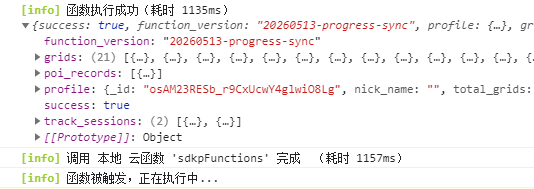 [info] 函数执行成功(耗时 1135ms)
▼{success: true, function_version: "20260513-progress-sync", profile: {…}, gr
function_version: "20260513-progress-sync"
▶ grids: (21) [{…}, {…}, {…}, {…}, {…}, {…}, {…}, {…}, {…}, {…}, {…},
▶ poi_records: [{…}]
▶ profile: {_id: "osAM23RESb_r9CxUcwY4glwiO8Lg", nick_name: "", total_grids:
success: true
▶ track_sessions: (2) [{…}, {…}]
▶ [[Prototype]]: Object
[info] 调用 本地 云函数 'sdkpFunctions' 完成 (耗时 1157ms)
[info] 函数被触发，正在执行中...